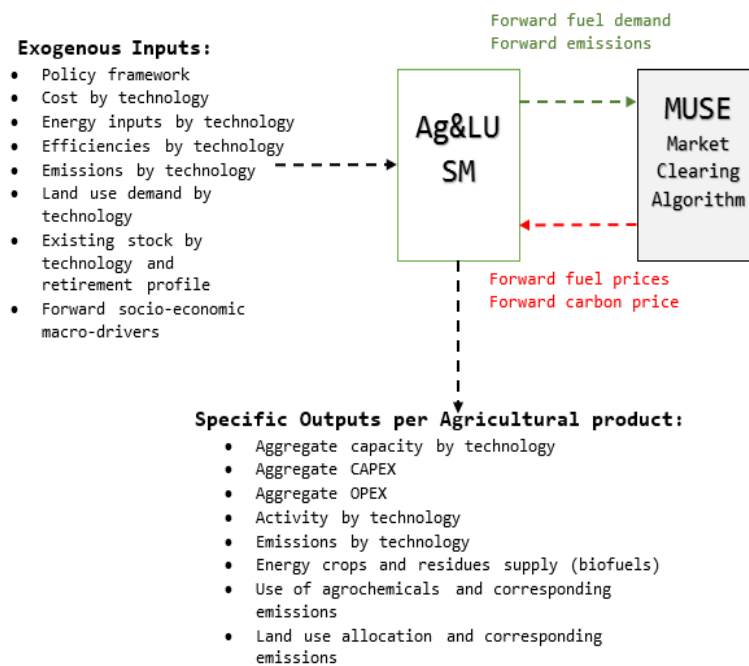 Forward fuel demand
Forward emissions
Exogenous Inputs:
• Policy framework
• Cost by technology
• Energy inputs by technology
• Efficiencies by technology
• Emissions by technology
• Land use demand by
technology
• Existing stock by
technology and
retirement profile
• Forward socio-economic
macro-drivers
Ag&LU
SM
MUSE
Market
Clearing
Algorithm
Forward fuel prices
Forward carbon price
Specific Outputs per Agricultural product:
• Aggregate capacity by technology
• Aggregate CAPEX
• Aggregate OPEX
• Activity by technology
• Emissions by technology
• Energy crops and residues supply (biofuels)
• Use of agrochemicals and corresponding
emissions
• Land use allocation and corresponding
emissions